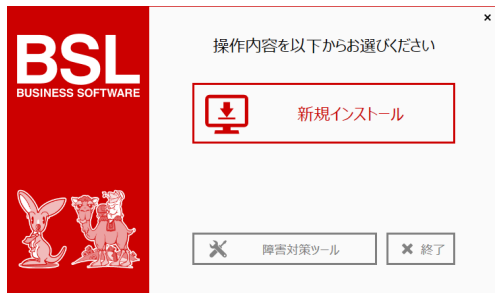 BSL
BUSINESS SOFTWARE
操作内容を以下からお選びください
新規インストール
障害対策ツール
終了